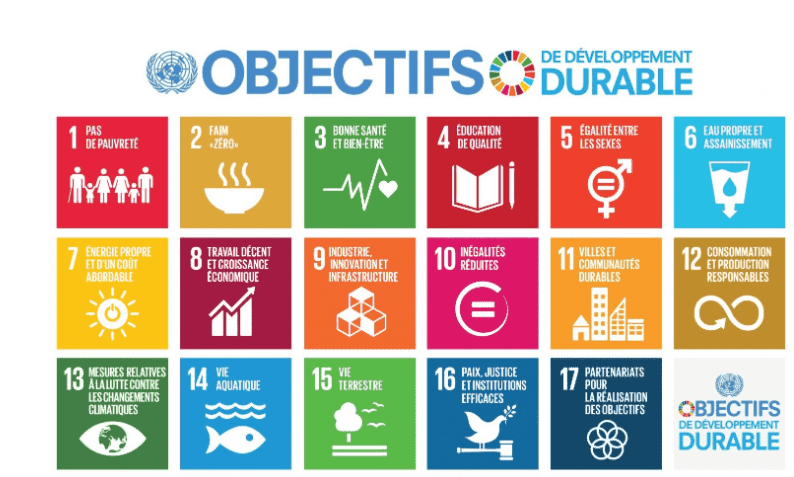 OBJECTIFS
DE DÉVELOPPEMENT
DURABLE
1 PAS
DE PAUVRETÉ
2 FAIM
«ZÉRO»
3 BONNE SANTÉ
ET BIEN-ÊTRE
4 ÉDUCATION
DE QUALITÉ
5 ÉGALITÉ ENTRE
LES SEXES
6 EAU PROPRE ET
ASSAINISSEMENT
7 ÉNERGIE PROPRE
ET D'UN COÛT
ABORDABLE
8 TRAVAIL DÉCENT
ET CROISSANCE
ÉCONOMIQUE
9 INDUSTRIE,
INNOVATION ET
INFRASTRUCTURE
10 INÉGALITÉS
RÉDUITES
11 VILLES ET
COMMUNAUTÉS
DURABLES
12 CONSOMMATION
ET PRODUCTION
RESPONSABLES
13 MESURES RELATIVES
À LA LUTTE CONTRE
LES CHANGEMENTS
CLIMATIQUES
14 VIE
AQUATIQUE
15 VIE
TERRESTRE
16 PAIX, JUSTICE
ET INSTITUTIONS
EFFICACES
17 PARTENARIATS
POUR
LA RÉALISATION
DES OBJECTIFS
OBJECTIFS
DE DÉVELOPPEMENT
DURABLE